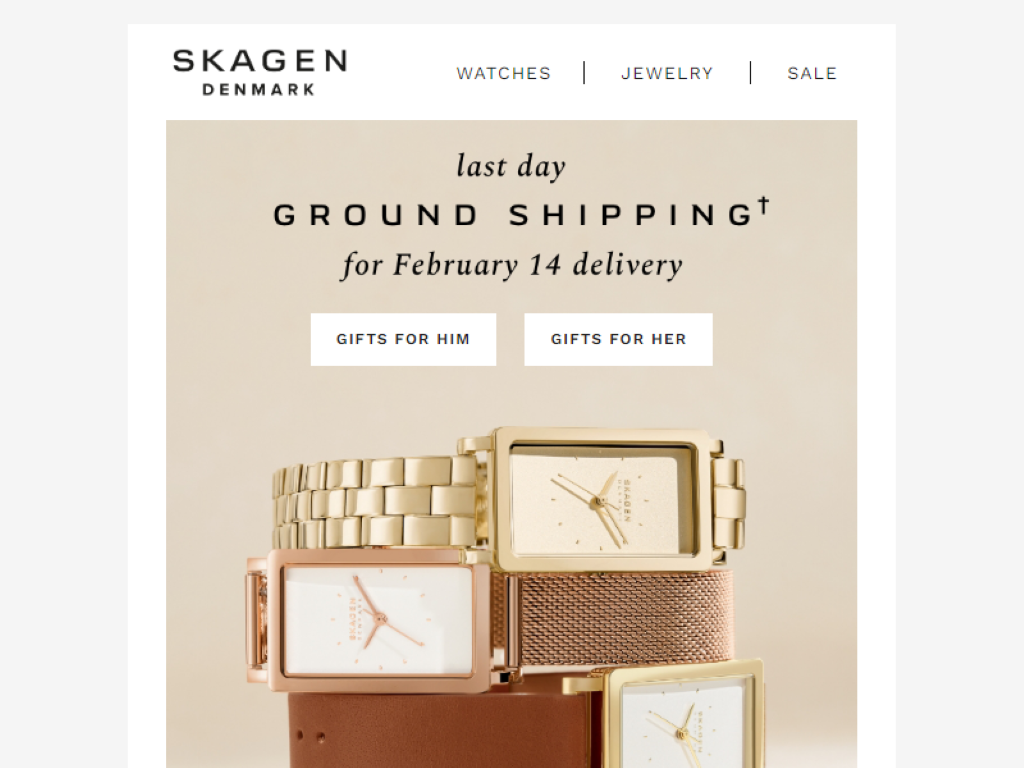 SKAGEN
DENMARK
WATCHES | JEWELRY | SALE
last day
GROUND SHIPPING†
for February 14 delivery
GIFTS FOR HIM
GIFTS FOR HER
SKAGEN
SKAGEN